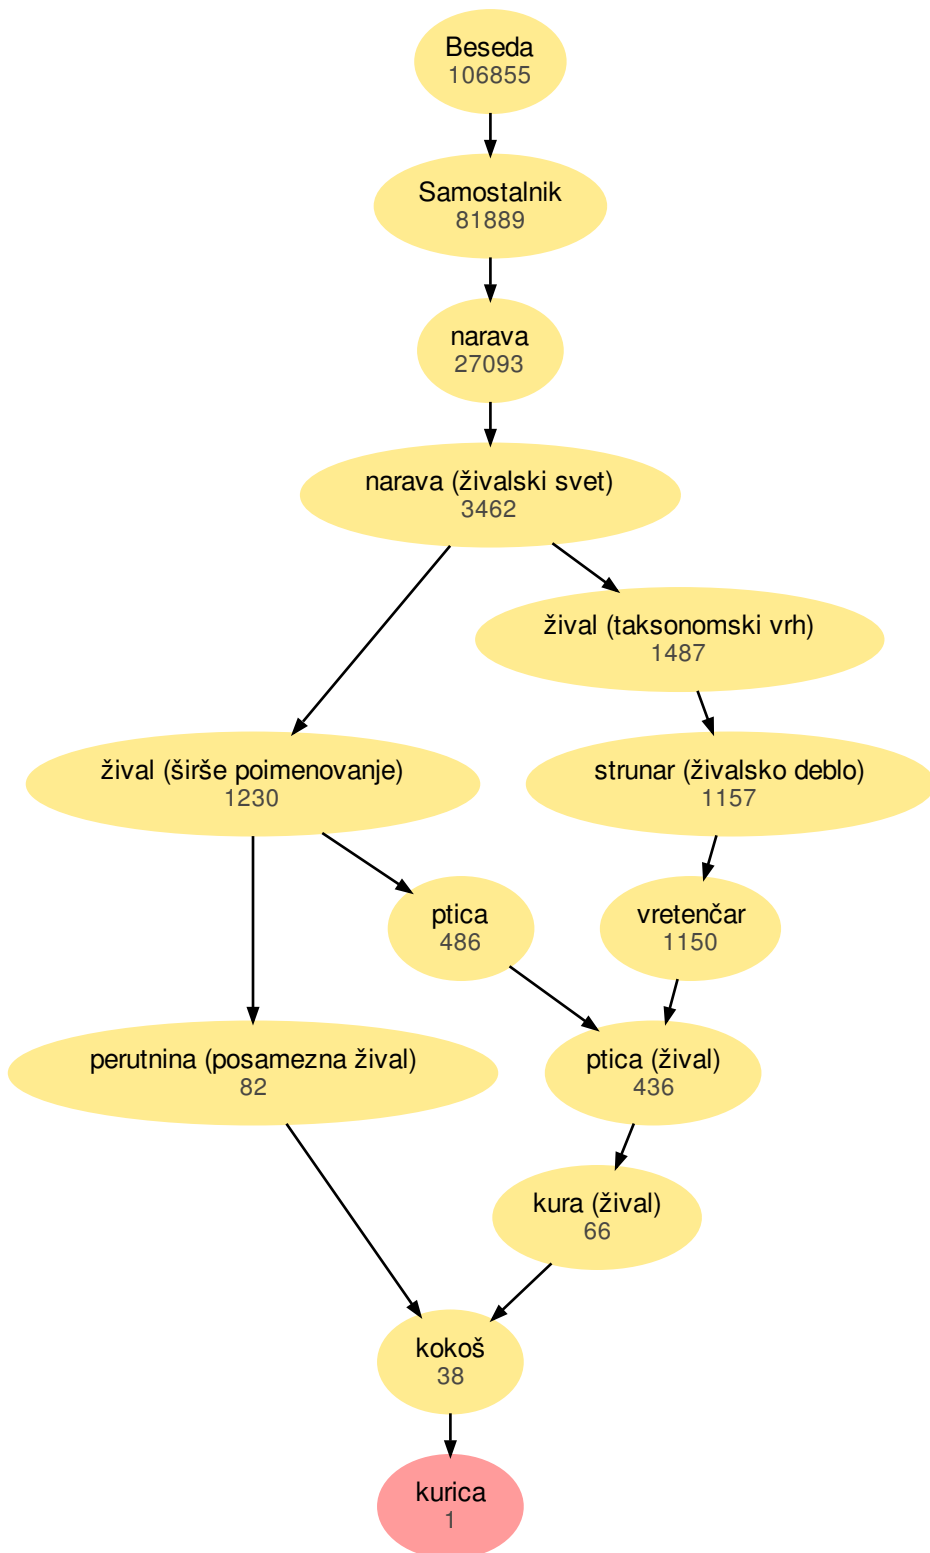 Beseda
106855
Samostalnik
81889
narava
27093
narava (živalski svet)
3462
žival (taksonomski vrh)
1487
žival (širše poimenovanje)
1230
strunar (živalsko deblo)
1157
ptica
486
vretenčar
1150
perutnina (posamezna žival)
82
ptica (žival)
436
kura (žival)
66
kokoš
38
kurica
1